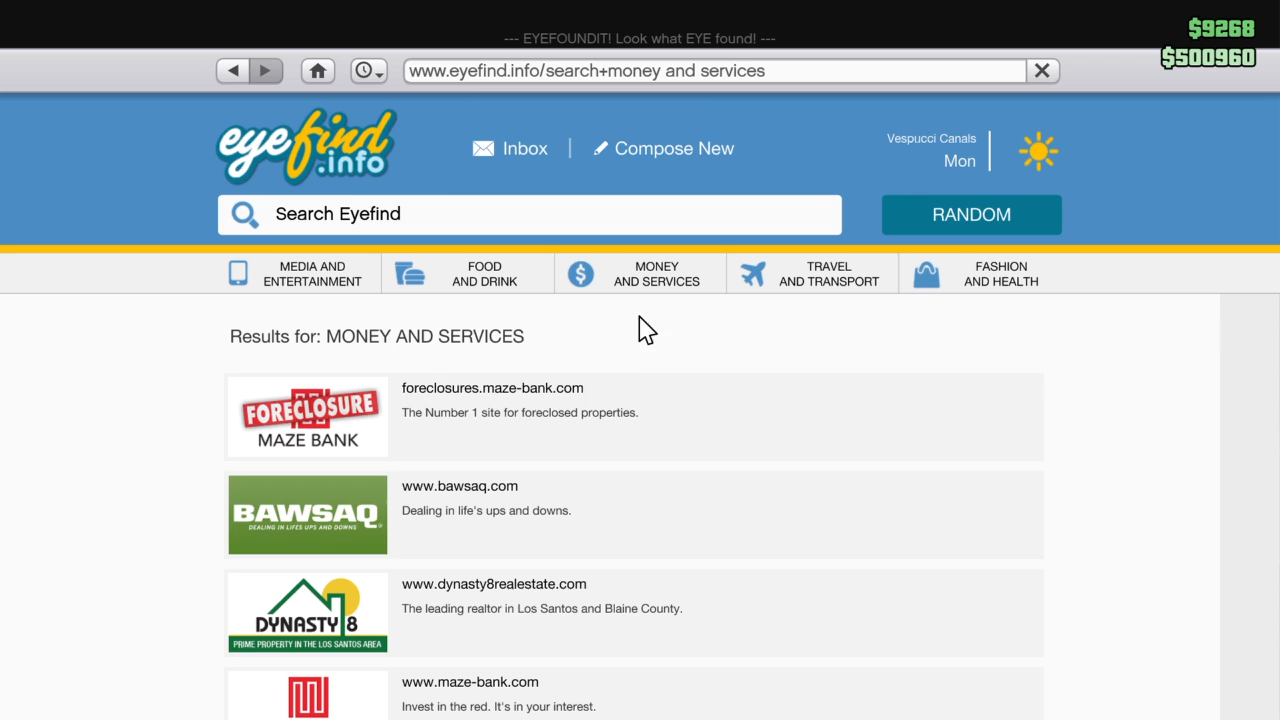 $9268
--- EYEFOUNDIT! Look what EYE found! ---
$500960
www.eyefind.info/search+money and services
eyefind
.info
Inbox
Compose New
Vespucci Canals
Mon
Search Eyefind
RANDOM
MEDIA AND
ENTERTAINMENT
FOOD
AND DRINK
MONEY
AND SERVICES
TRAVEL
AND TRANSPORT
FASHION
AND HEALTH
Results for: MONEY AND SERVICES
FORECLOSURE
MAZE BANK
foreclosures.maze-bank.com
The Number 1 site for foreclosed properties.
BAWSAQ
DEALING IN LIFES UPS AND DOWNS
www.bawsaq.com
Dealing in life's ups and downs.
DYNASTY 8
PRIME PROPERTY IN THE LOS SANTOS AREA
www.dynasty8realestate.com
The leading realtor in Los Santos and Blaine County.
www.maze-bank.com
Invest in the red. It's in your interest.